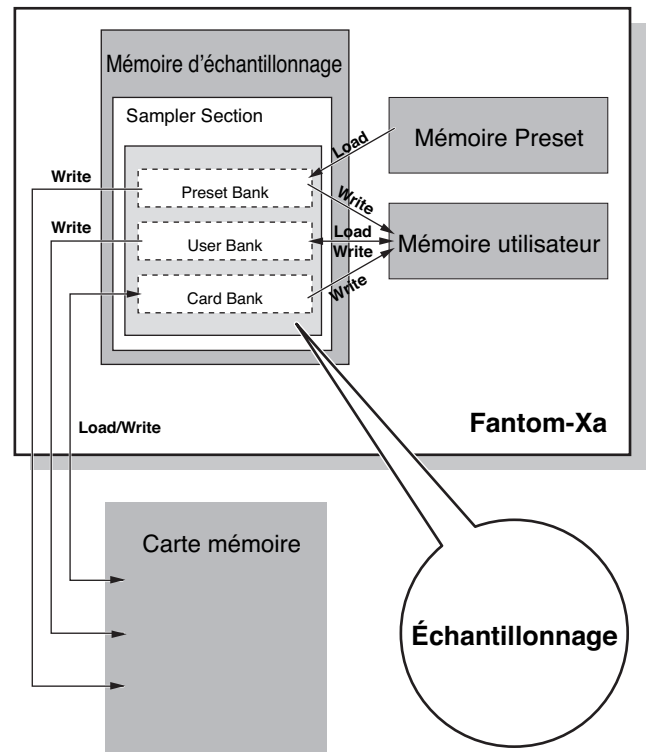 Mémoire d'échantillonnage
Sampler Section
Mémoire Preset
Load
Write
Preset Bank
Write
Write
User Bank
Load
Write
Mémoire utilisateur
Card Bank
Write
Load/Write
Fantom-Xa
Carte mémoire
Échantillonnage